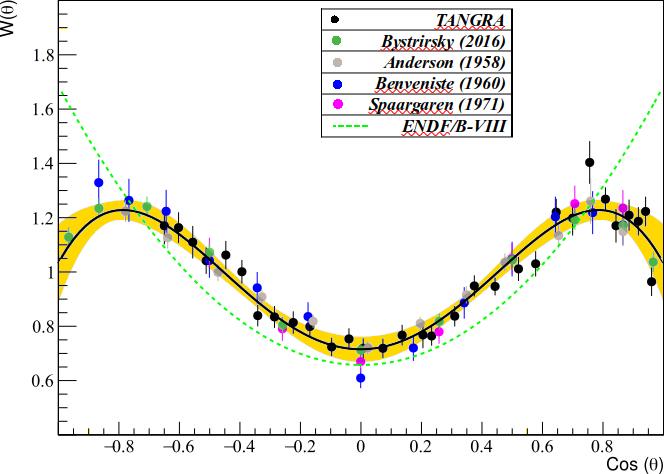 W(θ)
TANGRA
Bystrirsky (2016)
Anderson (1958)
Benveniste (1960)
Spaargaren (1971)
ENDF/B-VIII
1.8
1.6
1.4
1.2
1
0.8
0.6
−0.8 −0.6 −0.4 −0.2 0 0.2 0.4 0.6 0.8 1.0
Cos (θ)